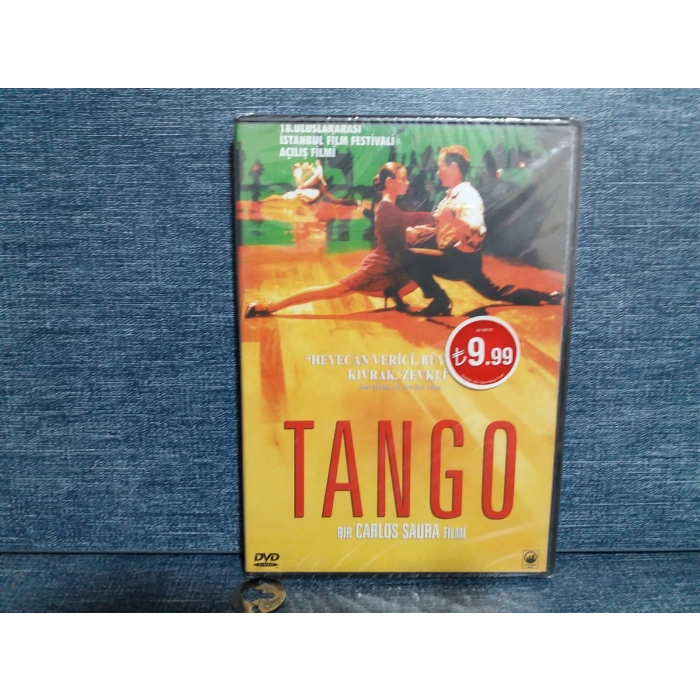 18.ULUSLARARASI
İSTANBUL FİLM FESTİVALİ
AÇILIŞ FİLMİ
"HEYECAN VERİCİ, BÜY
KIVRAK, ZEVKLİ
₺9.99
TANGO
BİR CARLOS SAURA FİLMİ
DVD
VIDEO